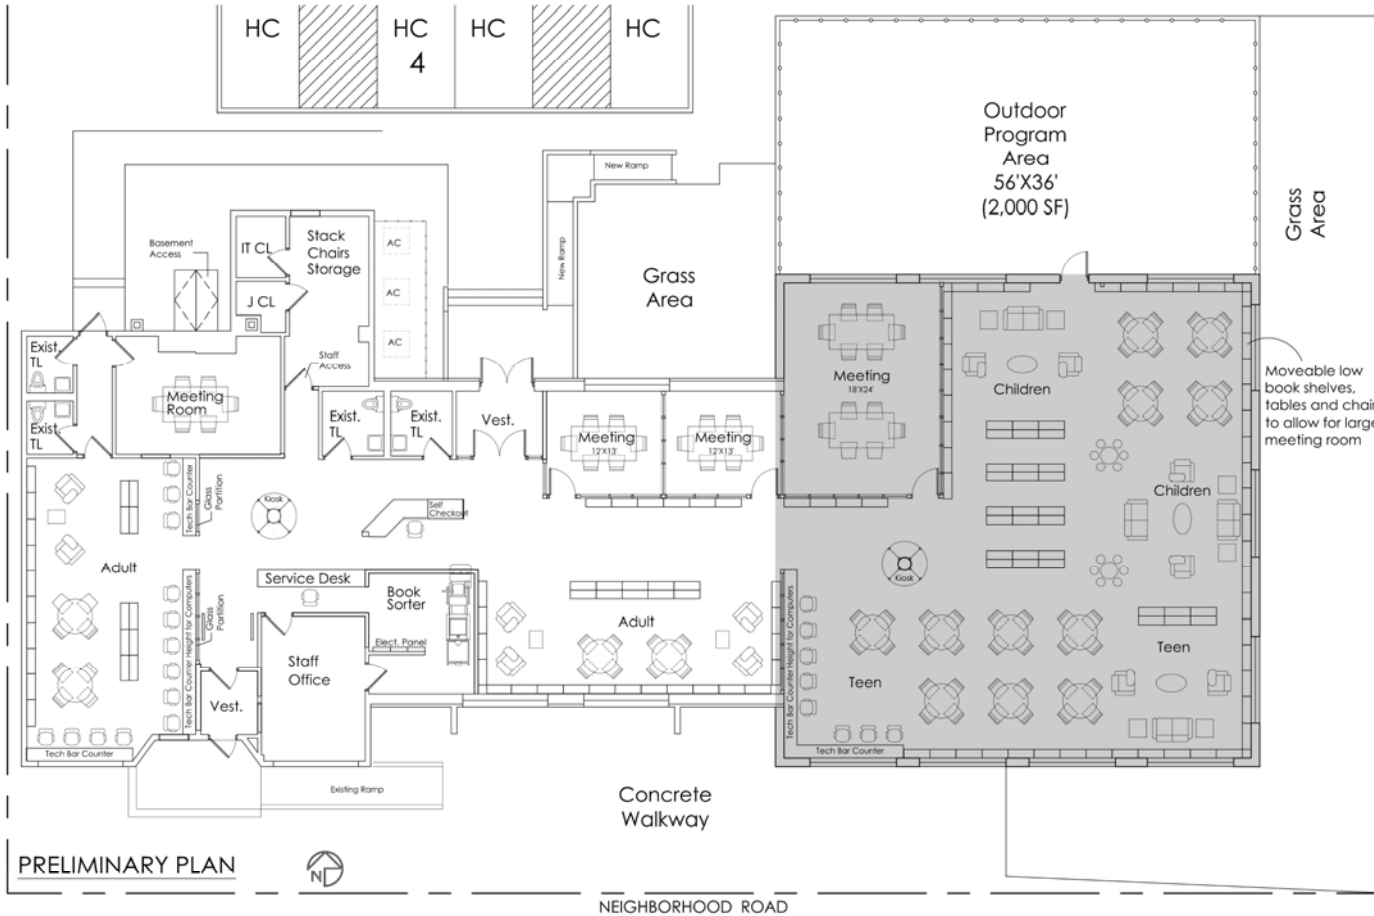 HC
HC
HC
HC
4
Outdoor
Program
Area
56'X36'
(2,000 SF)
Grass
Area
New Ramp
New Ramp
Grass
Area
Basement
Access
IT CL
J CL
Stack
Chairs
Storage
AC
AC
AC
Staff
Access
Exist.
TL
Exist.
TL
Meeting
Room
Exist.
TL
Exist.
TL
Vest.
Meeting
12'X13'
Meeting
12'X13'
Meeting
18'X24'
Children
Children
Moveable low
book shelves,
tables and chair
to allow for large
meeting room
Tech Bar Counter
Glass
Partition
Kiosk
Self
Checkout
Adult
Service Desk
Book
Sorter
Elect. Panel
Tech Bar Counter Height for Computers
Glass
Partition
Staff
Office
Vest.
Tech Bar Counter
Adult
Kiosk
Tech Bar Counter Height for Computers
Teen
Teen
Tech Bar Counter
Existing Ramp
Concrete
Walkway
PRELIMINARY PLAN
N
NEIGHBORHOOD ROAD